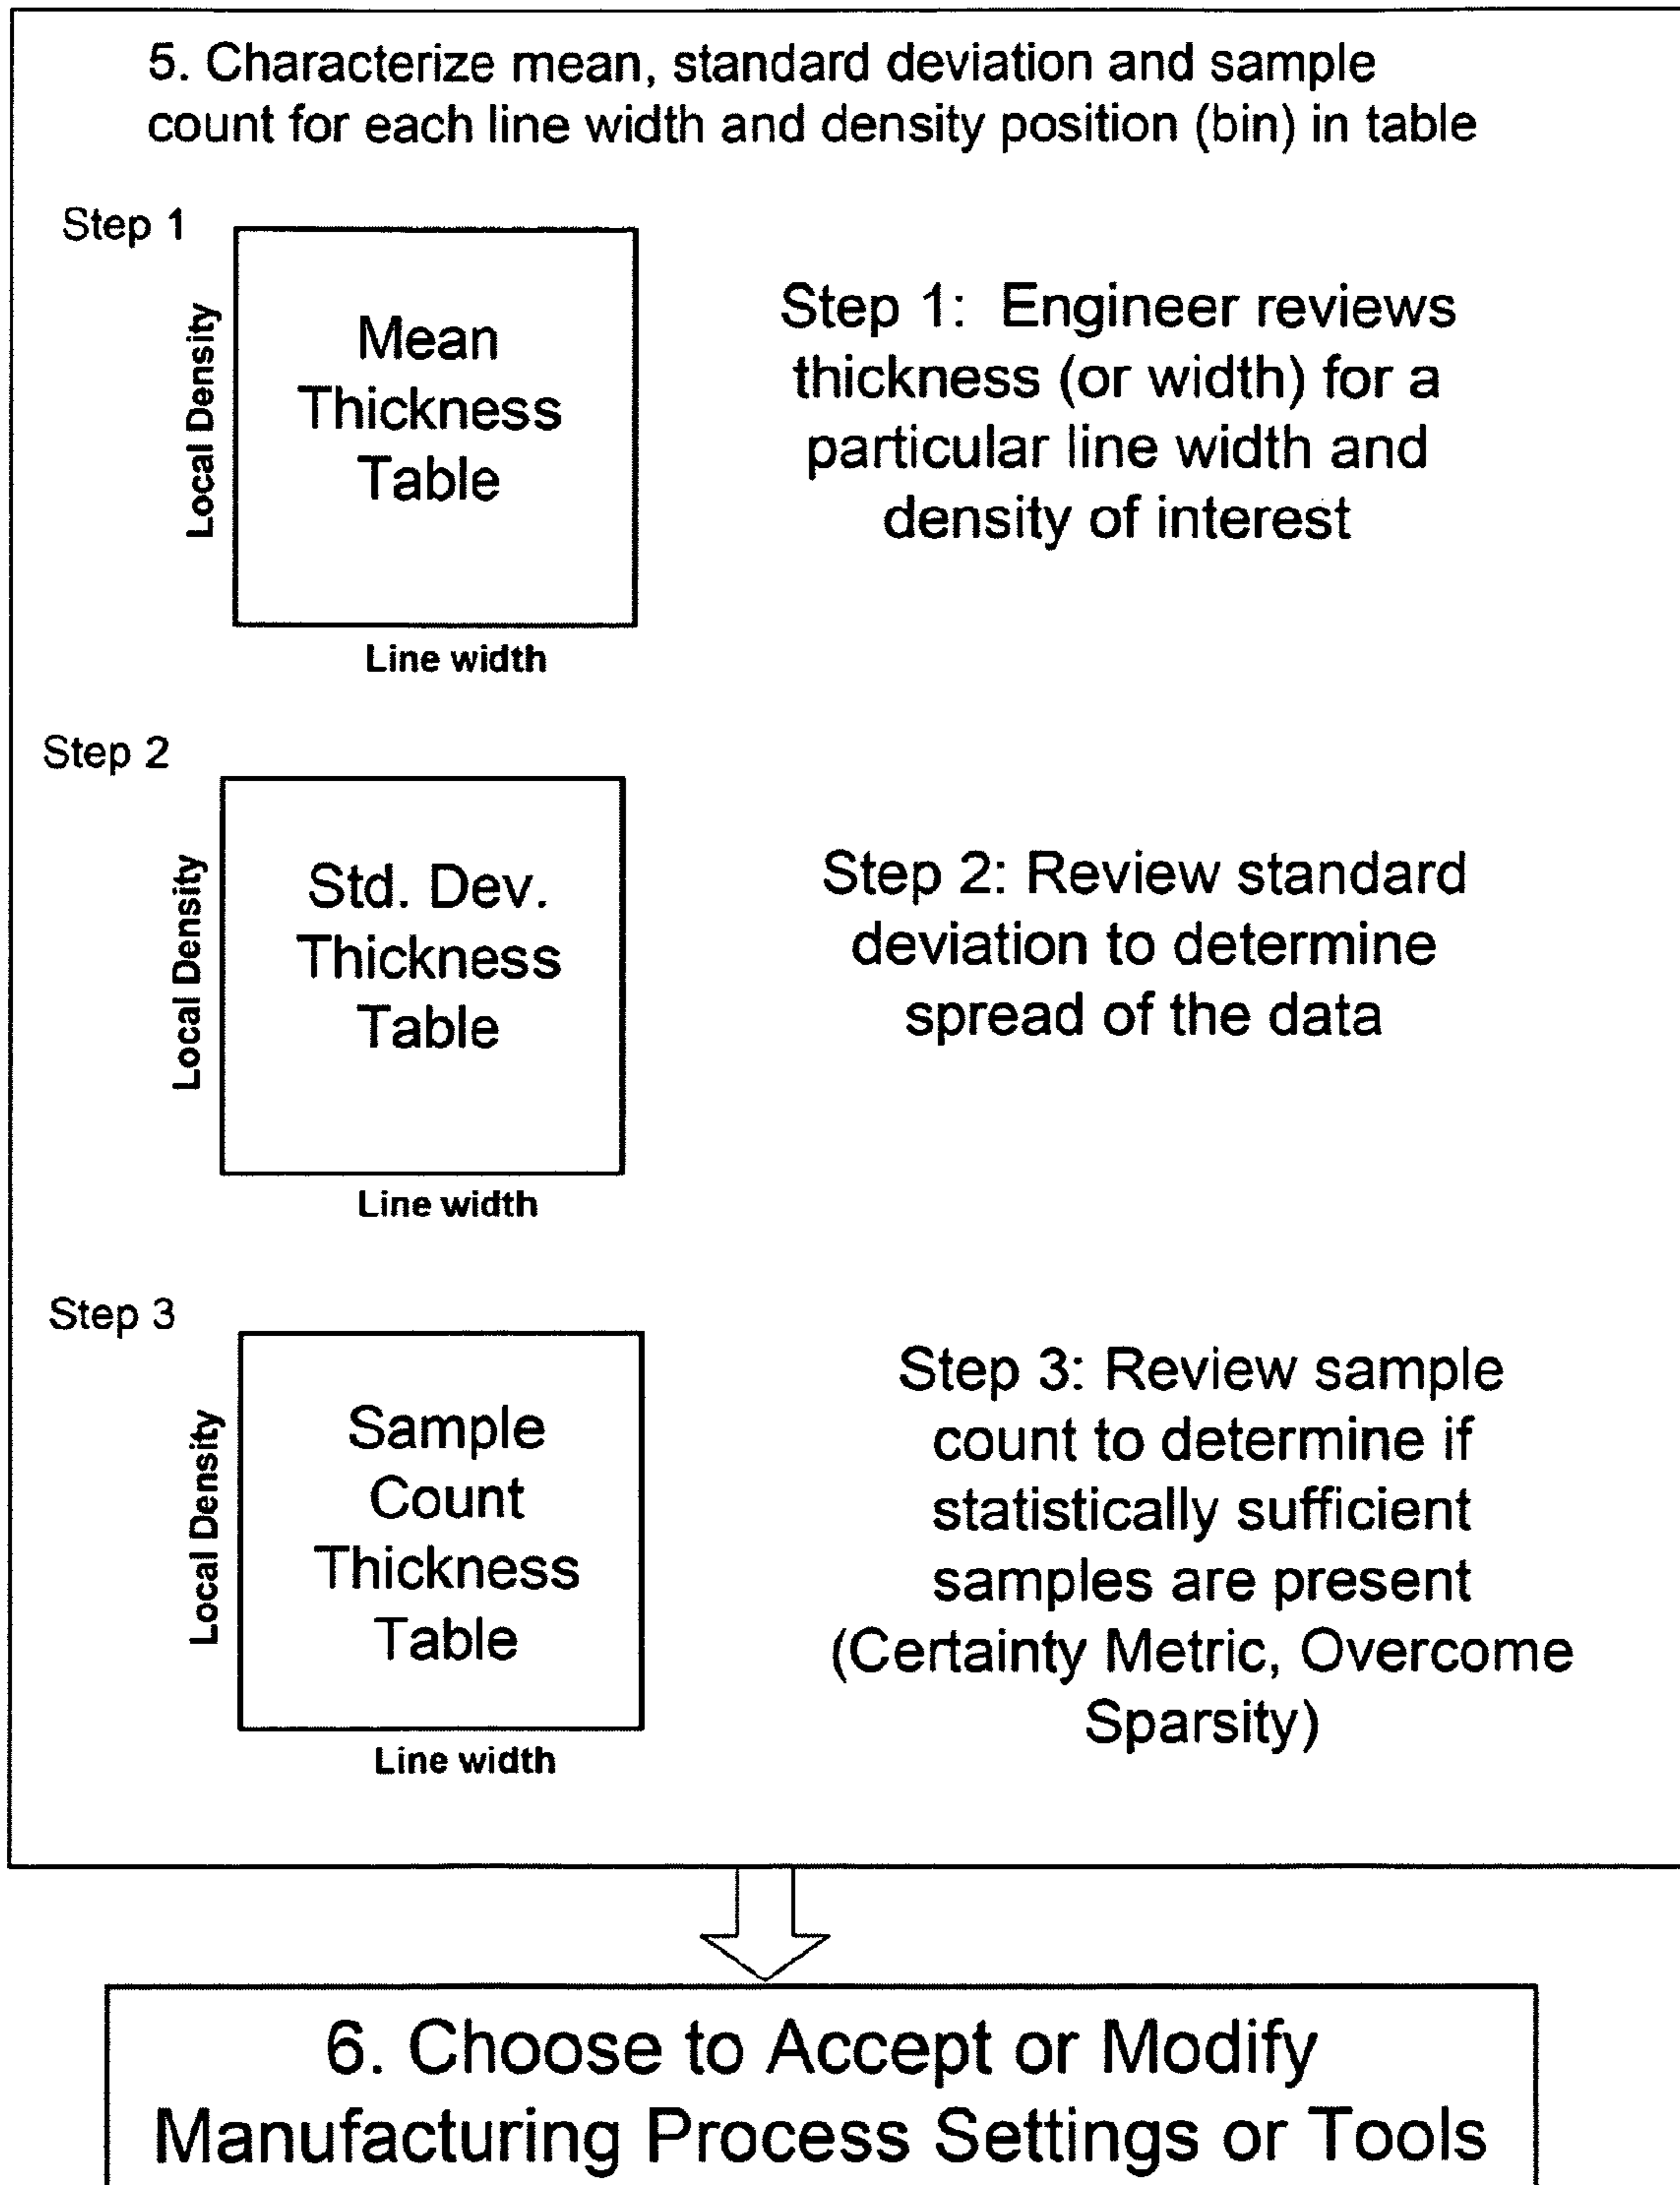 5. Characterize mean, standard deviation and sample
count for each line width and density position (bin) in table
Step 1
Local Density
Mean
Thickness
Table
Line width
Step 1: Engineer reviews
thickness (or width) for a
particular line width and
density of interest
Step 2
Local Density
Std. Dev.
Thickness
Table
Line width
Step 2: Review standard
deviation to determine
spread of the data
Step 3
Local Density
Sample
Count
Thickness
Table
Line width
Step 3: Review sample
count to determine if
statistically sufficient
samples are present
(Certainty Metric, Overcome
Sparsity)
6. Choose to Accept or Modify
Manufacturing Process Settings or Tools